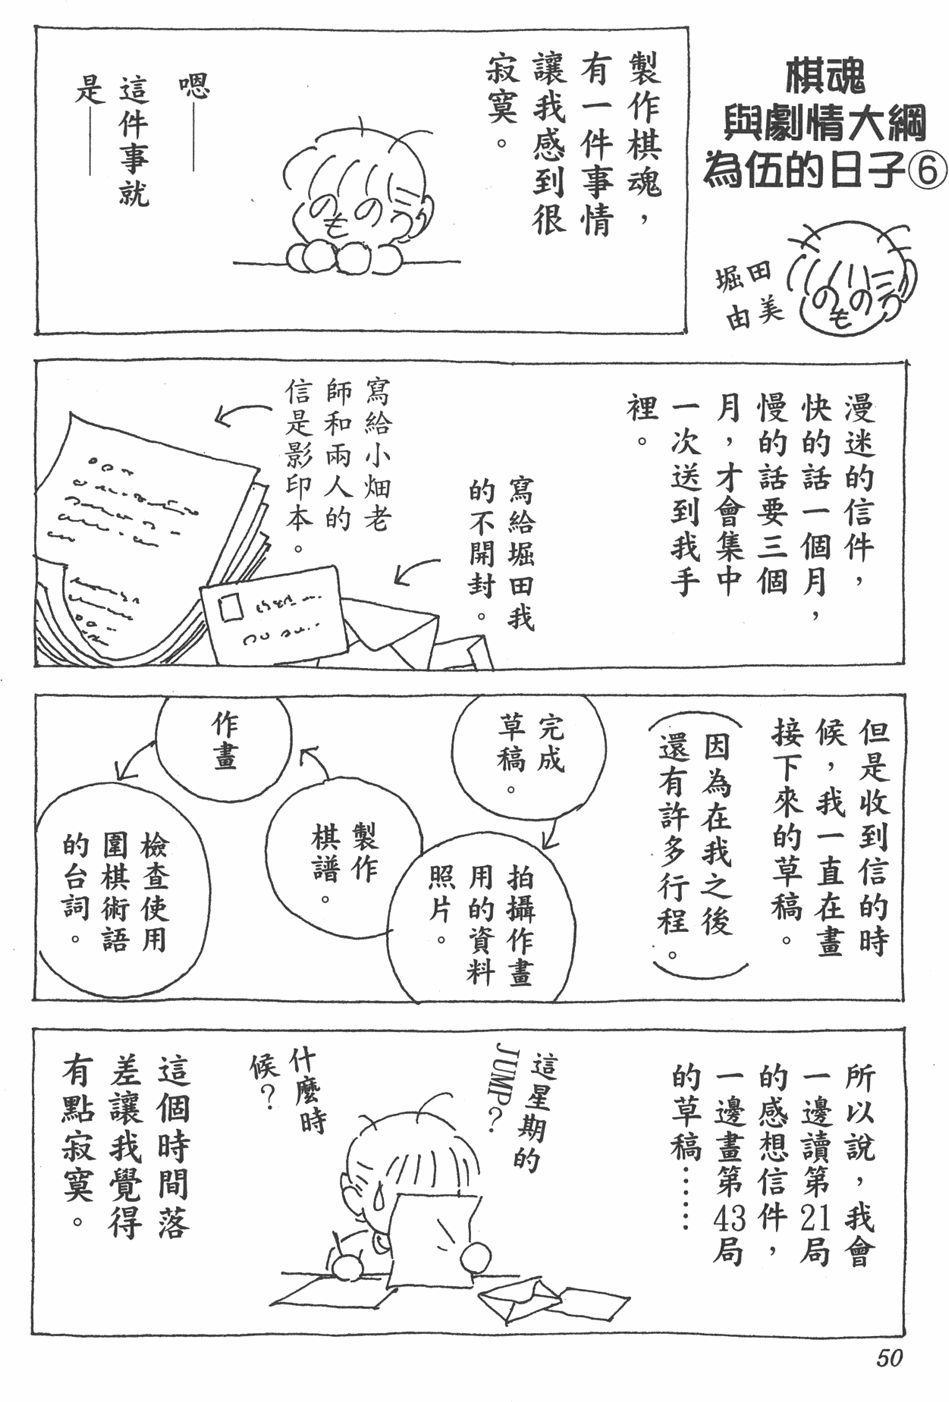 棋魂
與劇情大綱
為伍的日子⑥
堀田
由美
製作棋魂，
有一件事情
讓我感到很
寂寞。
嗯——
這件事就
是——
漫迷的信件，
快的話一個月，
慢的話要三個
月，才會集中
一次送到我手
裡。
寫給堀田我
的不開封。
寫給小畑老
師和兩人的
信是影印本。
但是收到信的時
候，我一直在畫
接下來的草稿。
（因為在我之後
還有許多行程。）
完成
草稿。
拍攝作畫
用的資料
照片。
製作
棋譜。
作畫
檢查使用
圍棋術語
的台詞。
所以說，我會
一邊讀第21局
的感想信件，
一邊畫第43局
的草稿……
這星期的
JUMP？
什麼時
候？
這個時間落
差讓我覺得
有點寂寞。
50